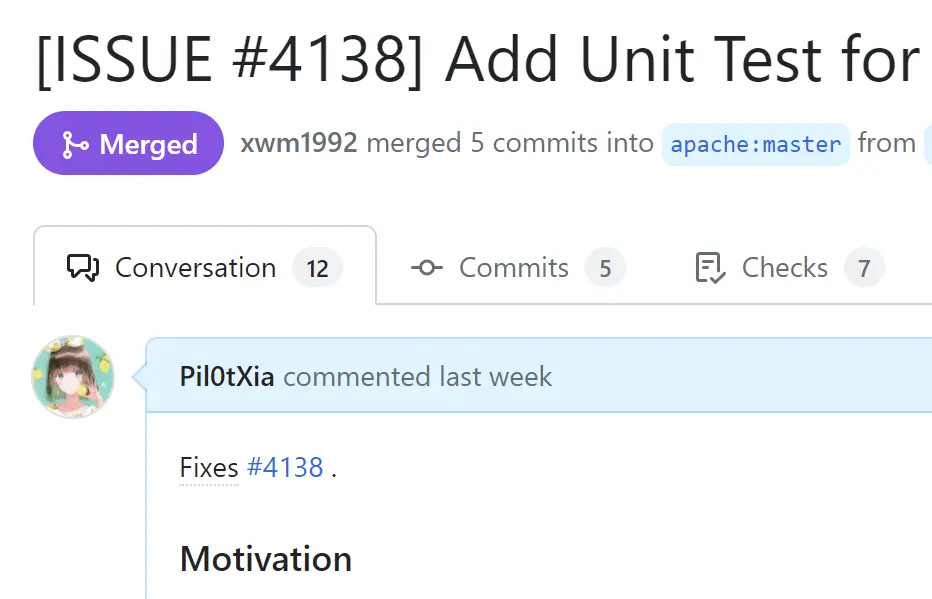 [ISSUE #4138] Add Unit Test for
Merged xwm1992 merged 5 commits into apache:master from
Conversation 12 Commits 5 Checks 7
Pil0tXia commented last week
Fixes #4138 .
Motivation